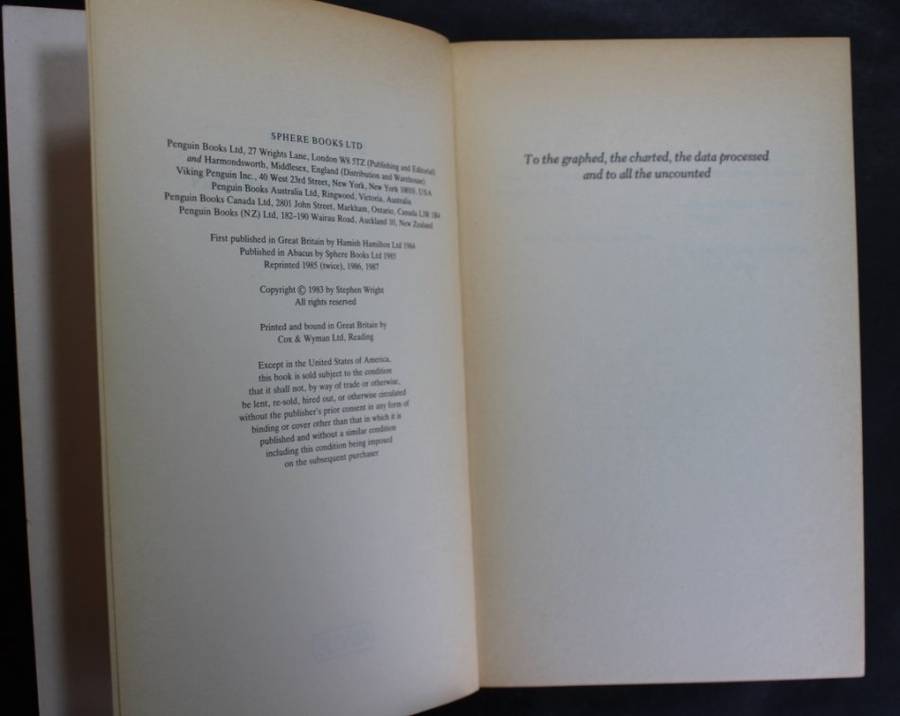 SPHERE BOOKS LTD
Penguin Books Ltd, 27 Wrights Lane, London W8 5TZ (Publishing and Editorial)
and Harmondsworth, Middlesex, England (Distribution and Warehouse)
Viking Penguin Inc., 40 West 23rd Street, New York, New York 10010, USA
Penguin Books Australia Ltd, Ringwood, Victoria, Australia
Penguin Books Canada Ltd, 2801 John Street, Markham, Ontario, Canada L3R 1B4
Penguin Books (NZ) Ltd, 182–190 Wairau Road, Auckland 10, New Zealand
First published in Great Britain by Hamish Hamilton Ltd 1984
Published in Abacus by Sphere Books Ltd 1985
Reprinted 1985 (twice), 1986, 1987
Copyright © 1983 by Stephen Wright
All rights reserved
Printed and bound in Great Britain by
Cox & Wyman Ltd, Reading
Except in the United States of America,
this book is sold subject to the condition
that it shall not, by way of trade or otherwise,
be lent, re-sold, hired out, or otherwise circulated
without the publisher's prior consent in any form of
binding or cover other than that in which it is
published and without a similar condition
including this condition being imposed
on the subsequent purchaser
To the graphed, the charted, the data processed
and to all the uncounted